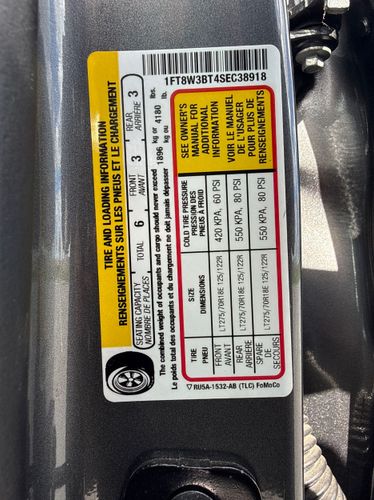 TIRE AND LOADING INFORMATION
RENSEIGNEMENTS SUR LES PNEUS ET LE CHARGEMENT
SEATING CAPACITY
NOMBRE DE PLACES
TOTAL 6
FRONT
AVANT 3
REAR
ARRIÈRE 3
The combined weight of occupants and cargo should never exceed
Le poids total des occupants et du chargement ne doit jamais dépasser
1896 kg or 4180 lbs.
kg ou lb.
TIRE SIZE COLD TIRE PRESSURE
PNEU DIMENSIONS PRESSION DES
PNEUS À FROID
FRONT
AVANT LT275/70R18E 125/122R 420 KPA, 60 PSI
REAR
ARRIÈRE LT275/70R18E 125/122R 550 KPA, 80 PSI
SPARE
DE
SECOURS LT275/70R18E 125/122R 550 KPA, 80 PSI
SEE OWNER'S
MANUAL FOR
ADDITIONAL
INFORMATION
VOIR LE MANUEL
DE L'USAGER
POUR PLUS DE
RENSEIGNEMENTS
RU5A-1532-AB (TLC) FoMoCo
1FT8W3BT4SEC38918